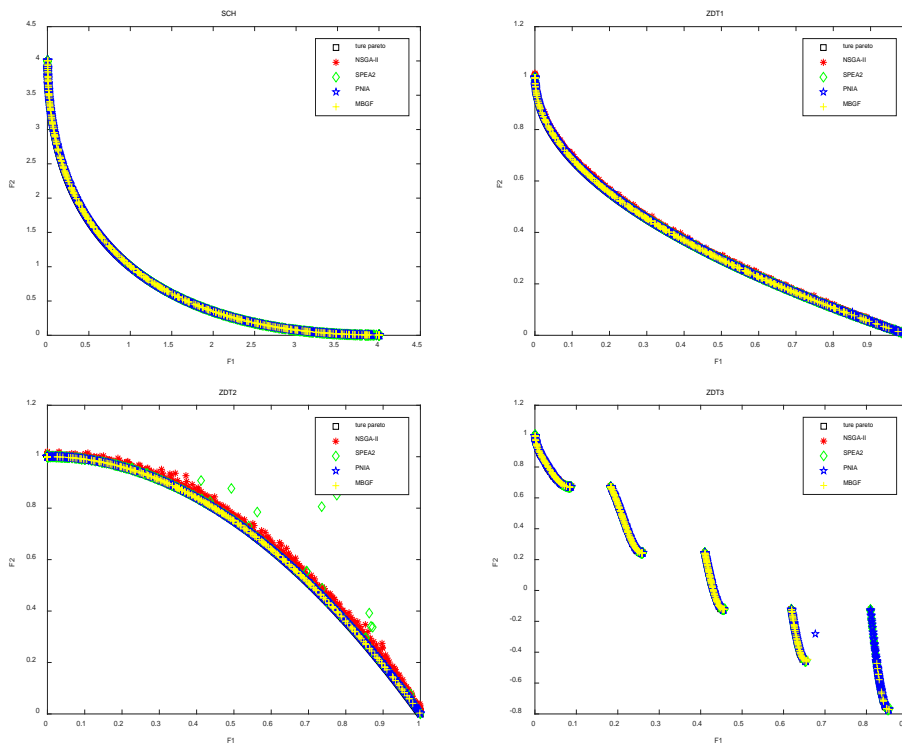 SCH
4.5
4
3.5
3
2.5
2
1.5
1
0.5
0
F2
ture pareto
NSGA-II
SPEA2
PNIA
MBGF
0 0.5 1 1.5 2 2.5 3 3.5 4 4.5
F1
ZDT1
1.2
1
0.8
0.6
0.4
0.2
0
F2
ture pareto
NSGA-II
SPEA2
PNIA
MBGF
0 0.1 0.2 0.3 0.4 0.5 0.6 0.7 0.8 0.9
F1
ZDT2
1.2
1
0.8
0.6
0.4
0.2
0
F2
ture pareto
NSGA-II
SPEA2
PNIA
MBGF
0 0.1 0.2 0.3 0.4 0.5 0.6 0.7 0.8 0.9 1
F1
ZDT3
1.2
1
0.8
0.6
0.4
0.2
0
-0.2
-0.4
-0.6
-0.8
F2
ture pareto
NSGA-II
SPEA2
PNIA
MBGF
0 0.1 0.2 0.3 0.4 0.5 0.6 0.7 0.8 0.9
F1